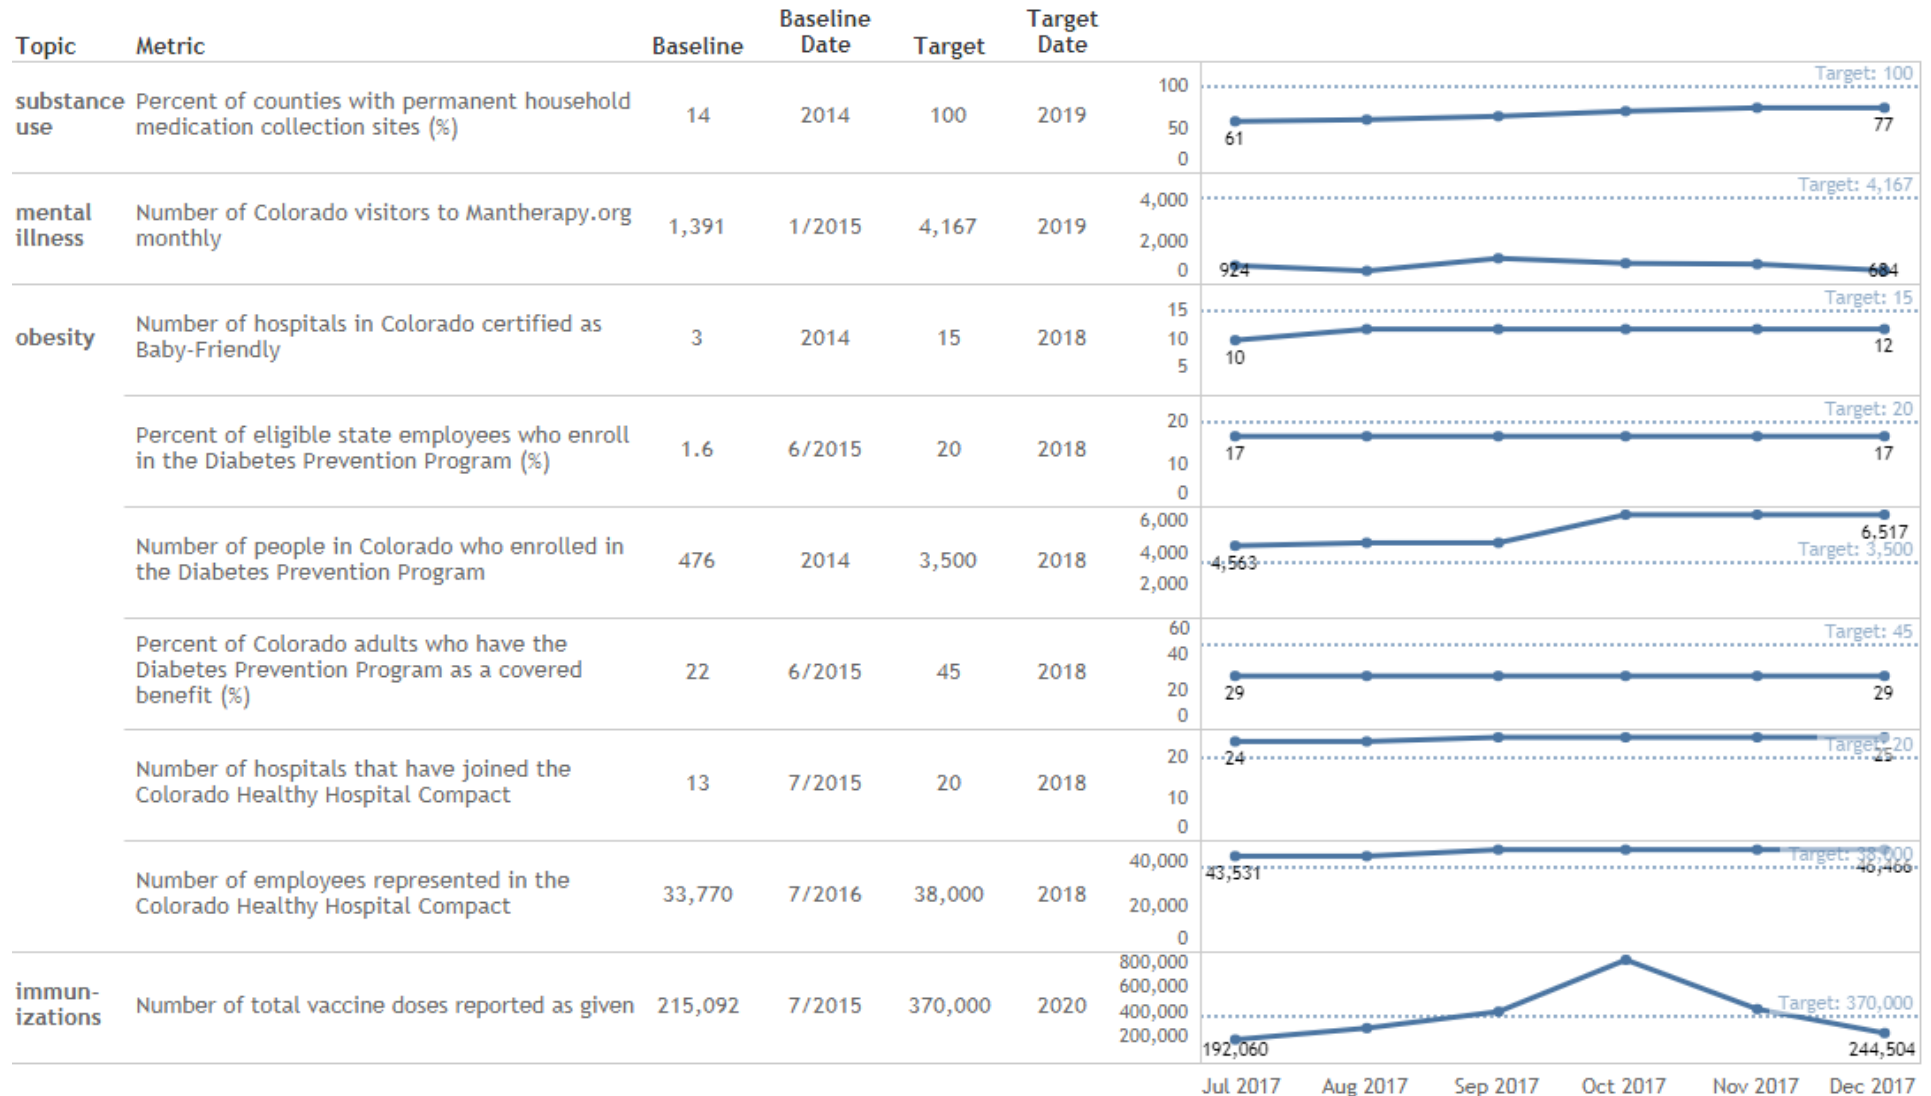 Topic Metric Baseline Baseline Date Target Target Date
substance use
Percent of counties with permanent household
medication collection sites (%)
14 2014 100 2019
100
50
0
Target: 100
61
77
mental illness
Number of Colorado visitors to Mantherapy.org
monthly
1,391 1/2015 4,167 2019
4,000
2,000
0
Target: 4,167
924
684
obesity
Number of hospitals in Colorado certified as
Baby-Friendly
3 2014 15 2018
15
10
5
Target: 15
10
12
Percent of eligible state employees who enroll
in the Diabetes Prevention Program (%)
1.6 6/2015 20 2018
20
10
0
Target: 20
17
17
Number of people in Colorado who enrolled in
the Diabetes Prevention Program
476 2014 3,500 2018
6,000
4,000
2,000
6,517
Target: 3,500
4,563
Percent of Colorado adults who have the
Diabetes Prevention Program as a covered
benefit (%)
22 6/2015 45 2018
60
40
20
0
Target: 45
29
29
Number of hospitals that have joined the
Colorado Healthy Hospital Compact
13 7/2015 20 2018
20
10
0
Target: 20
24
25
Number of employees represented in the
Colorado Healthy Hospital Compact
33,770 7/2016 38,000 2018
40,000
20,000
0
Target: 38,000
43,531
46,466
immun-
izations
Number of total vaccine doses reported as given
215,092 7/2015 370,000 2020
800,000
600,000
400,000
200,000
Target: 370,000
192,060
244,504
Jul 2017 Aug 2017 Sep 2017 Oct 2017 Nov 2017 Dec 2017